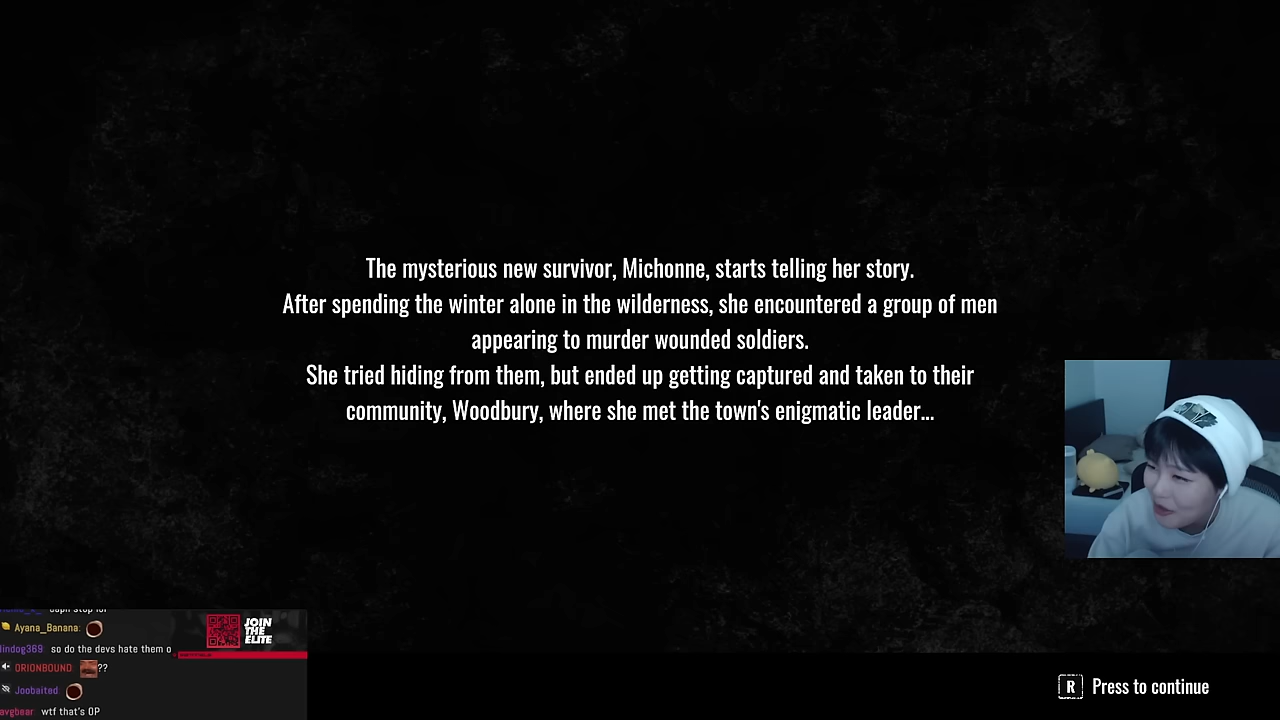 The mysterious new survivor, Michonne, starts telling her story.
After spending the winter alone in the wilderness, she encountered a group of men
appearing to murder wounded soldiers.
She tried hiding from them, but ended up getting captured and taken to their
community, Woodbury, where she met the town's enigmatic leader...
Ayana_Banana:
lindog369 so do the devs hate them o
ORIONBOUND ??
Joobaited
avgbear wtf that's OP
JOIN
THE
ELITE
R Press to continue